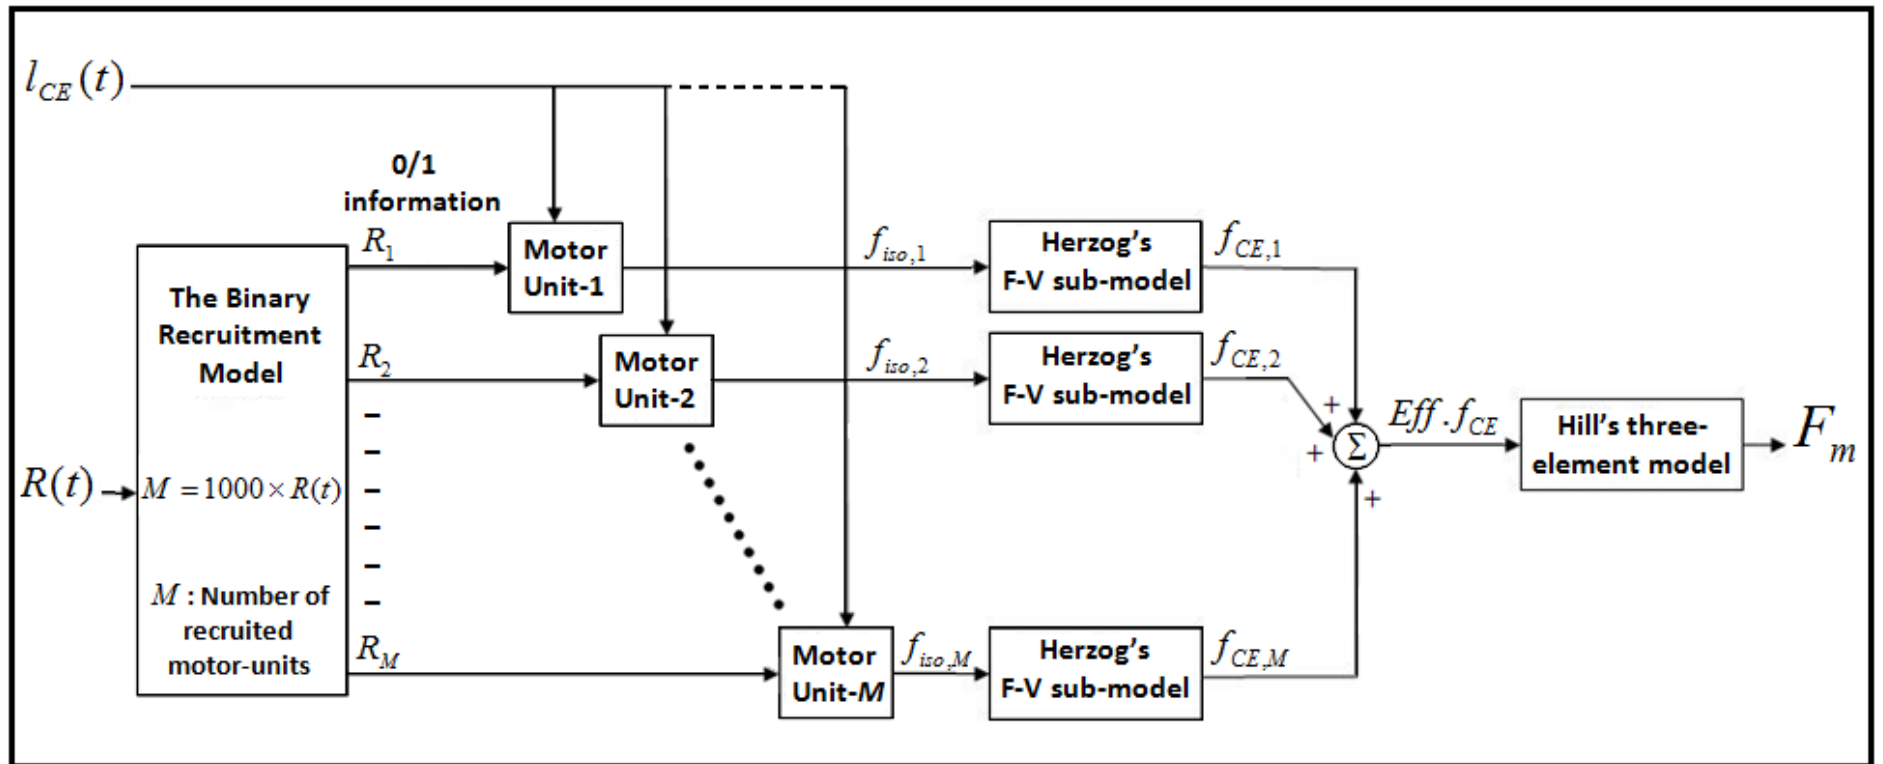 l_CE(t)
0/1
information
R_1
Motor
Unit-1
f_iso,1
Herzog's
F-V sub-model
f_CE,1
The Binary
Recruitment
Model
R_2
Motor
Unit-2
f_iso,2
Herzog's
F-V sub-model
f_CE,2
+
+
Σ
+
Eff.f_CE
Hill's three-
element model
F_m
R(t)
M = 1000 × R(t)
M : Number of
recruited
motor-units
R_M
Motor
Unit-M
f_iso,M
Herzog's
F-V sub-model
f_CE,M